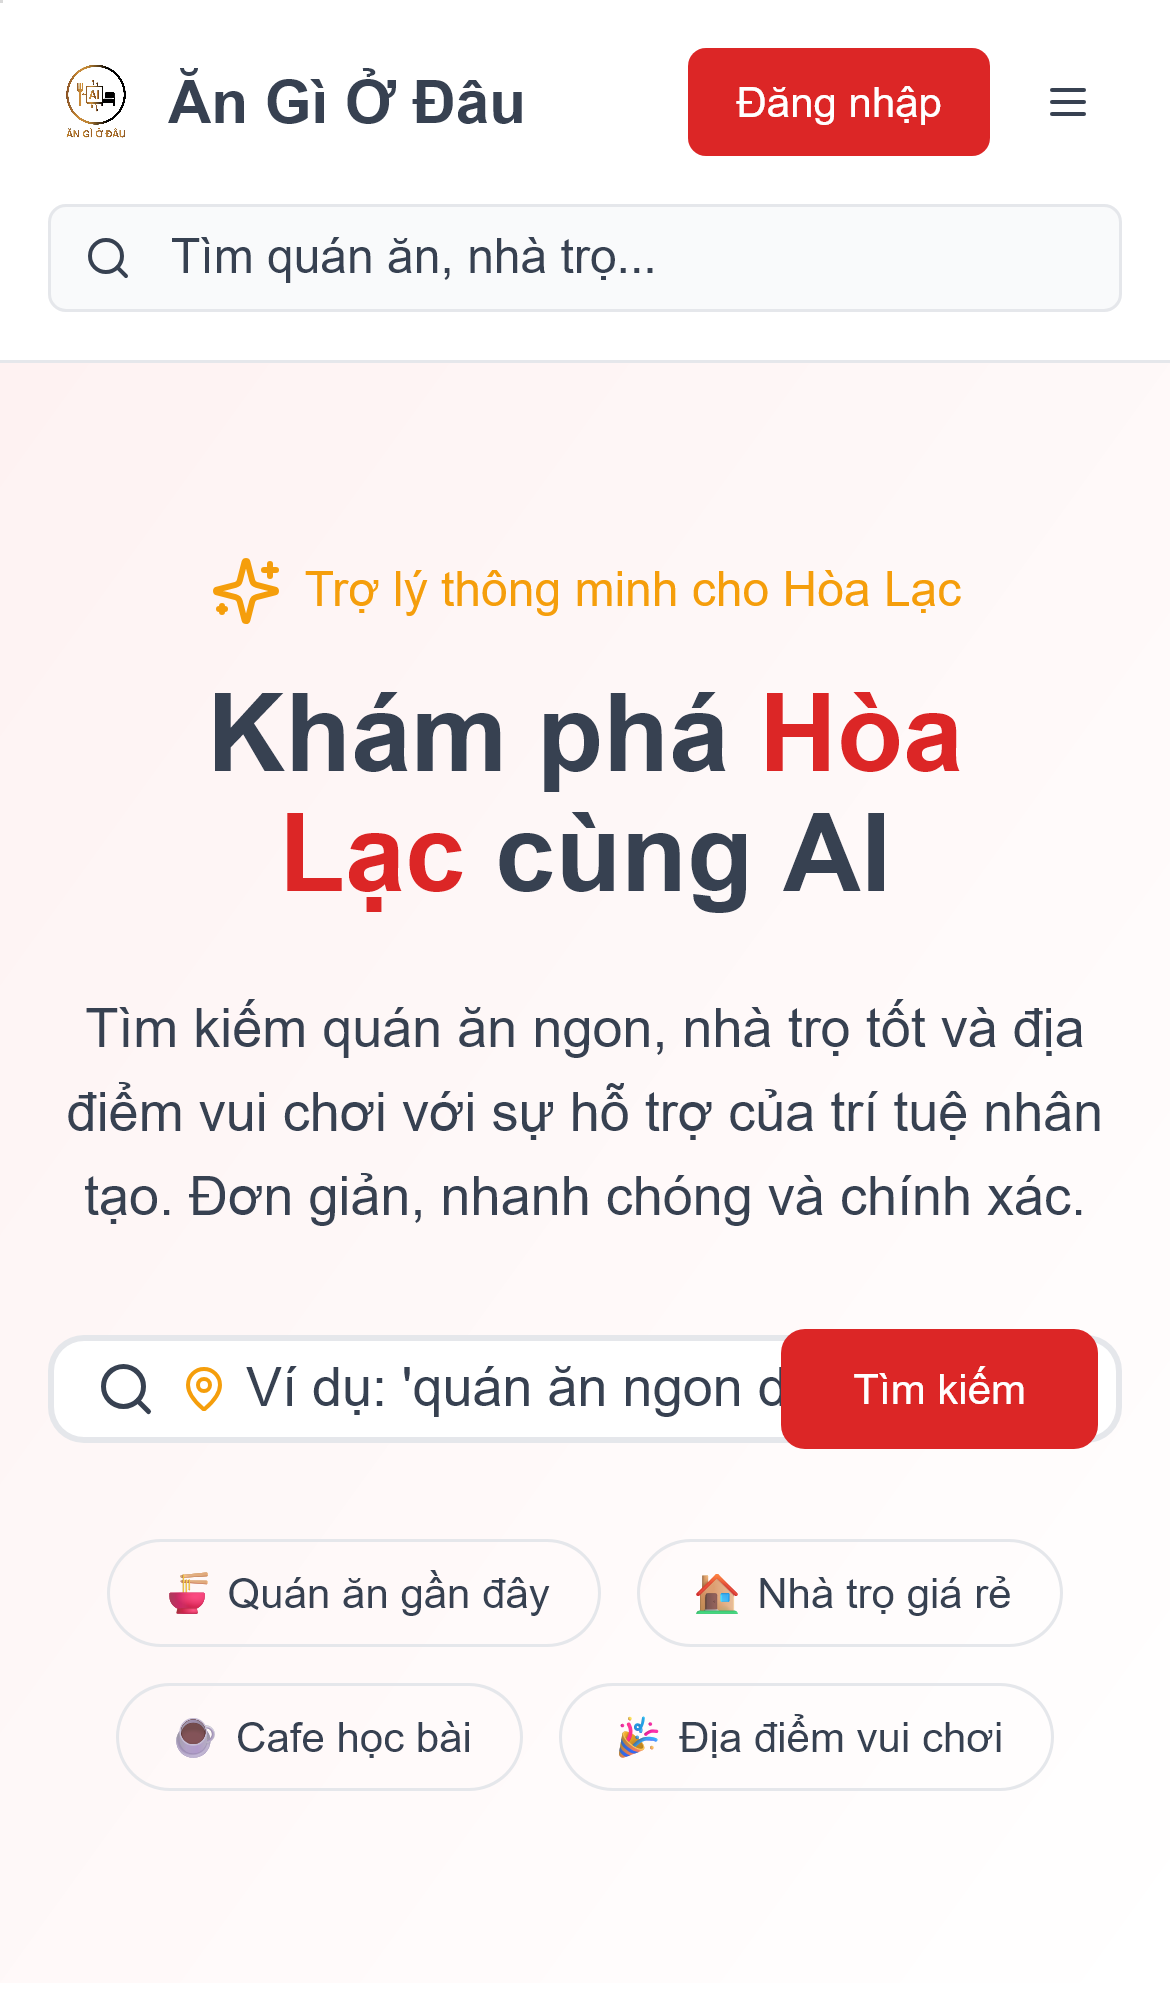 AI
ĂN GÌ Ở ĐÂU
Ăn Gì Ở Đâu
Đăng nhập
Tìm quán ăn, nhà trọ...
Trợ lý thông minh cho Hòa Lạc
Khám phá Hòa
Lạc cùng AI
Tìm kiếm quán ăn ngon, nhà trọ tốt và địa
điểm vui chơi với sự hỗ trợ của trí tuệ nhân
tạo. Đơn giản, nhanh chóng và chính xác.
Ví dụ: 'quán ăn ngon
Tìm kiếm
Quán ăn gần đây
Nhà trọ giá rẻ
Cafe học bài
Địa điểm vui chơi